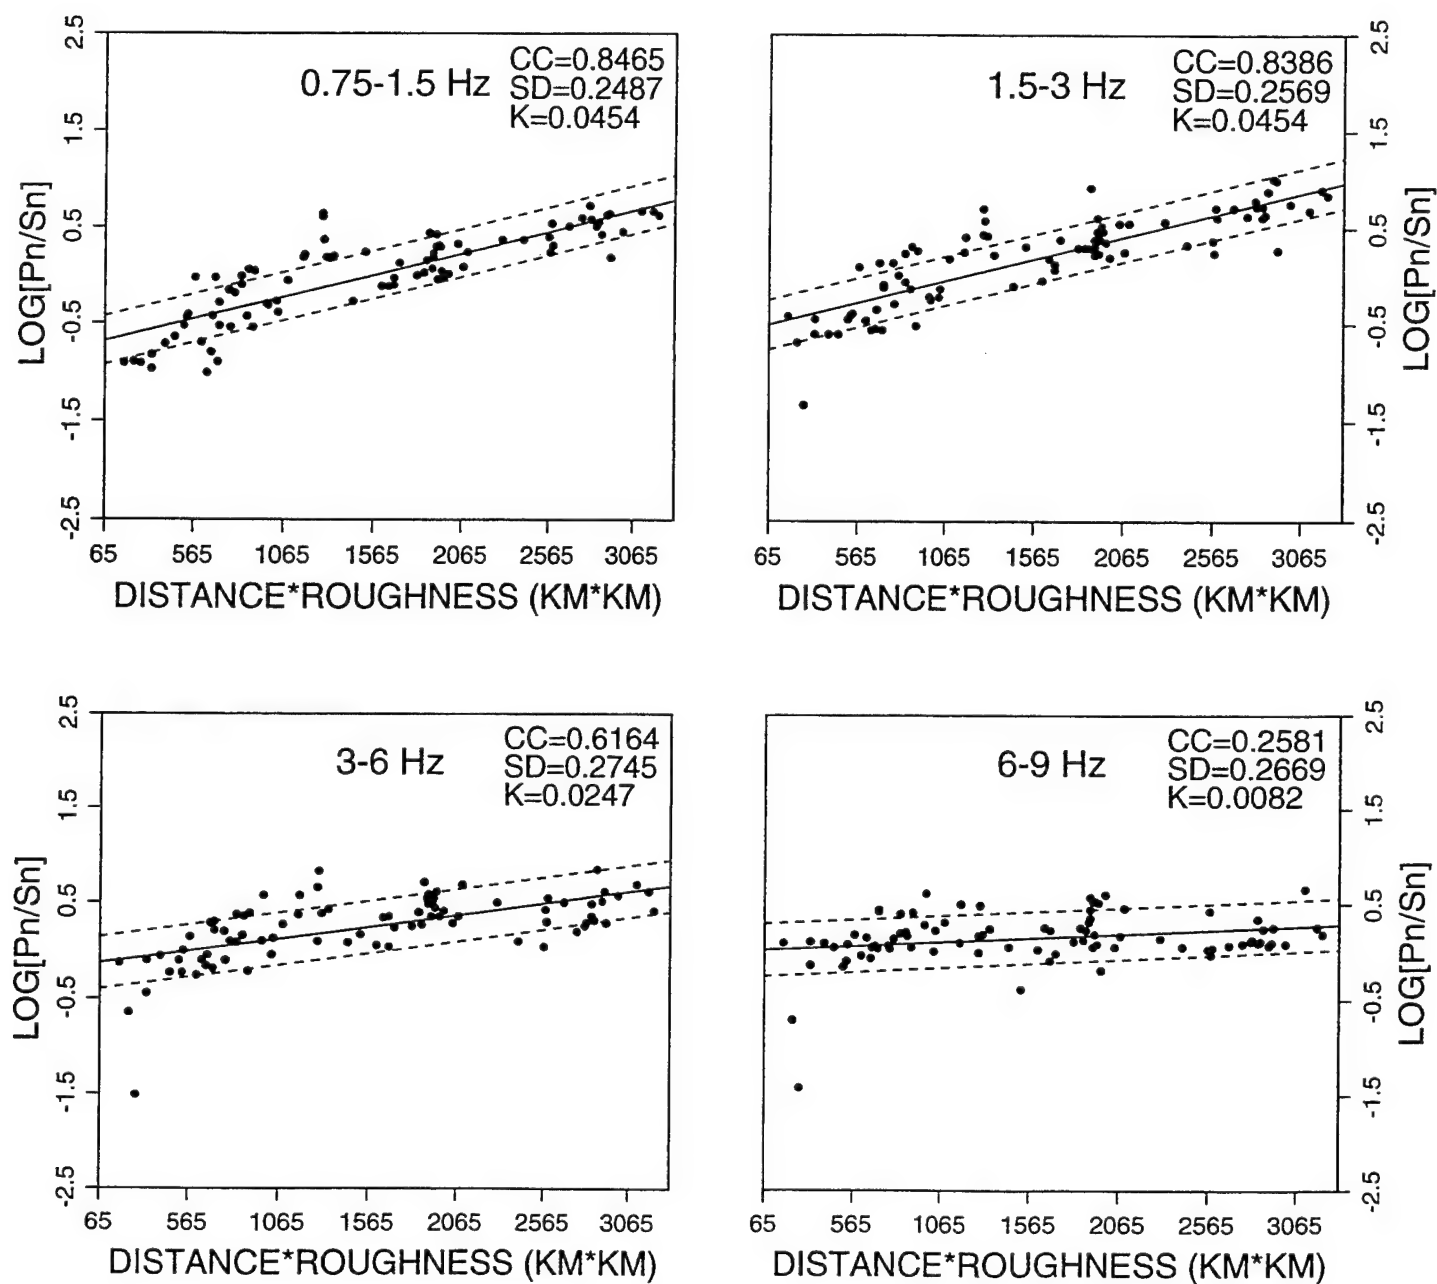 0.75-1.5 Hz
CC=0.8465
SD=0.2487
K=0.0454
LOG[Pn/Sn]
2.5
1.5
0.5
-0.5
-1.5
-2.5
65 565 1065 1565 2065 2565 3065
DISTANCE*ROUGHNESS (KM*KM)
1.5-3 Hz
CC=0.8386
SD=0.2569
K=0.0454
2.5
1.5
0.5
-0.5
-1.5
-2.5
LOG[Pn/Sn]
65 565 1065 1565 2065 2565 3065
DISTANCE*ROUGHNESS (KM*KM)
3-6 Hz
CC=0.6164
SD=0.2745
K=0.0247
LOG[Pn/Sn]
2.5
1.5
0.5
-0.5
-1.5
-2.5
65 565 1065 1565 2065 2565 3065
DISTANCE*ROUGHNESS (KM*KM)
6-9 Hz
CC=0.2581
SD=0.2669
K=0.0082
2.5
1.5
0.5
-0.5
-1.5
-2.5
LOG[Pn/Sn]
65 565 1065 1565 2065 2565 3065
DISTANCE*ROUGHNESS (KM*KM)